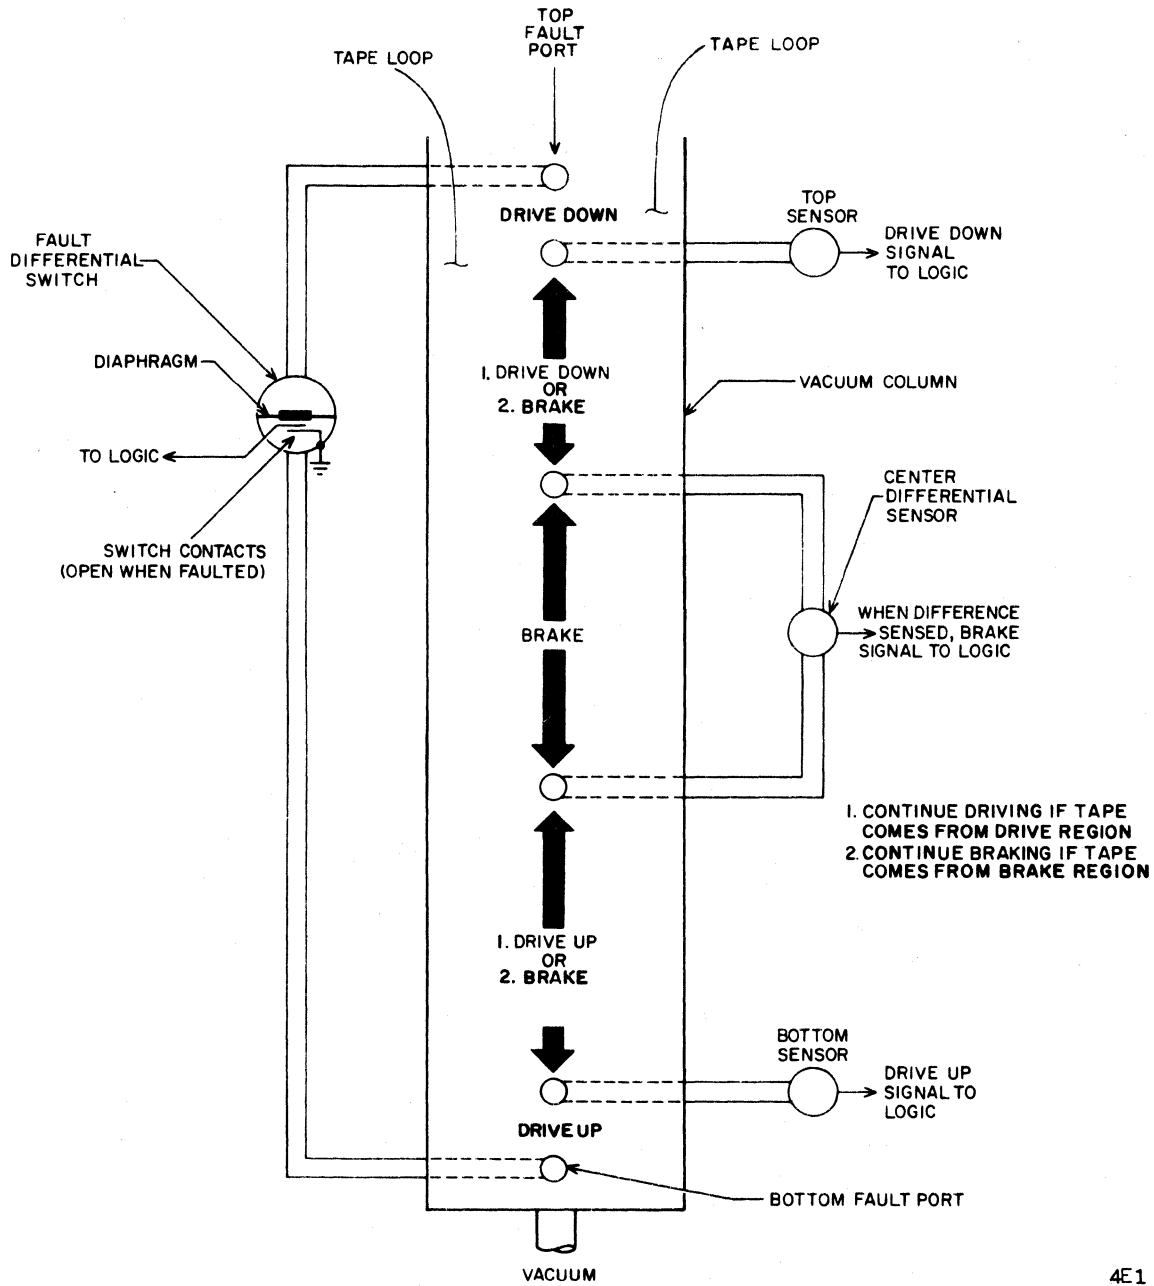 TOP
FAULT
PORT
TAPE LOOP
TAPE LOOP
DRIVE DOWN
TOP
SENSOR
DRIVE DOWN
SIGNAL
TO LOGIC
FAULT
DIFFERENTIAL
SWITCH
DIAPHRAGM
1. DRIVE DOWN
OR
2. BRAKE
VACUUM COLUMN
TO LOGIC
CENTER
DIFFERENTIAL
SENSOR
SWITCH CONTACTS
(OPEN WHEN FAULTED)
BRAKE
WHEN DIFFERENCE
SENSED, BRAKE
SIGNAL TO LOGIC
1. CONTINUE DRIVING IF TAPE
COMES FROM DRIVE REGION
2. CONTINUE BRAKING IF TAPE
COMES FROM BRAKE REGION
1. DRIVE UP
OR
2. BRAKE
BOTTOM
SENSOR
DRIVE UP
SIGNAL TO
LOGIC
DRIVE UP
BOTTOM FAULT PORT
VACUUM
4E1